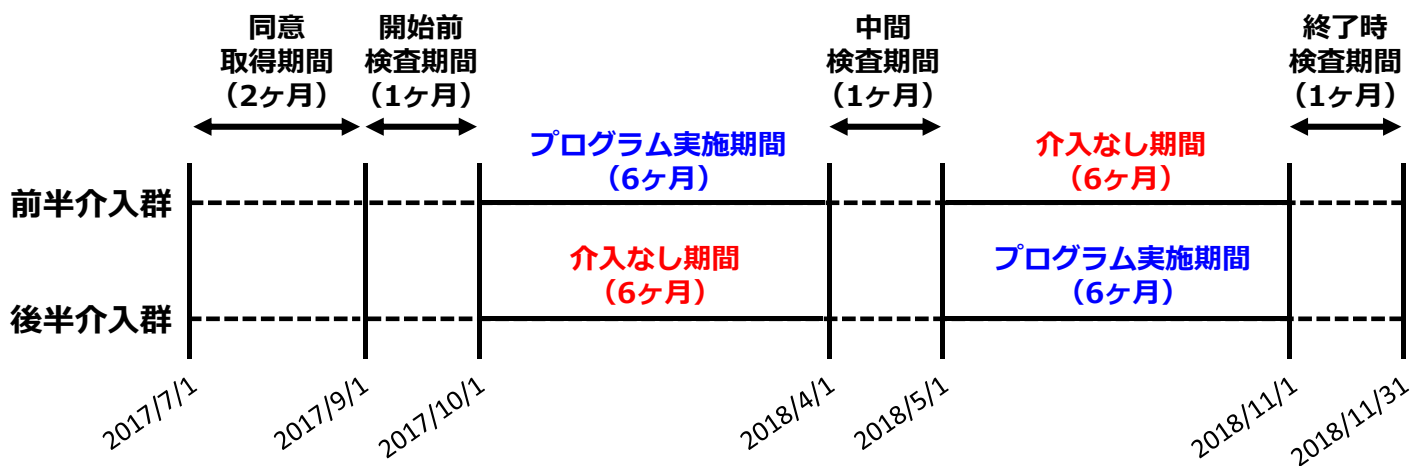 同意
取得期間
（2ヶ月）
開始前
検査期間
（1ヶ月）
中間
検査期間
（1ヶ月）
終了時
検査期間
（1ヶ月）
プログラム実施期間
（6ヶ月）
介入なし期間
（6ヶ月）
前半介入群
介入なし期間
（6ヶ月）
プログラム実施期間
（6ヶ月）
後半介入群
2017/7/1
2017/9/1
2017/10/1
2018/4/1
2018/5/1
2018/11/1
2018/11/31